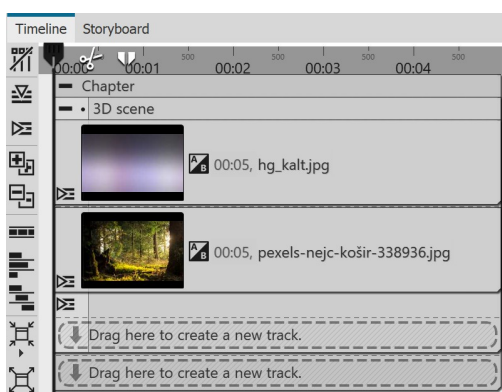 Timeline Storyboard
500 500 500 500
00:00 00:01 00:02 00:03 00:04
Chapter
• 3D scene
A B 00:05, hg_kalt.jpg
A B 00:05, pexels-nejc-košir-338936.jpg
Drag here to create a new track.
Drag here to create a new track.